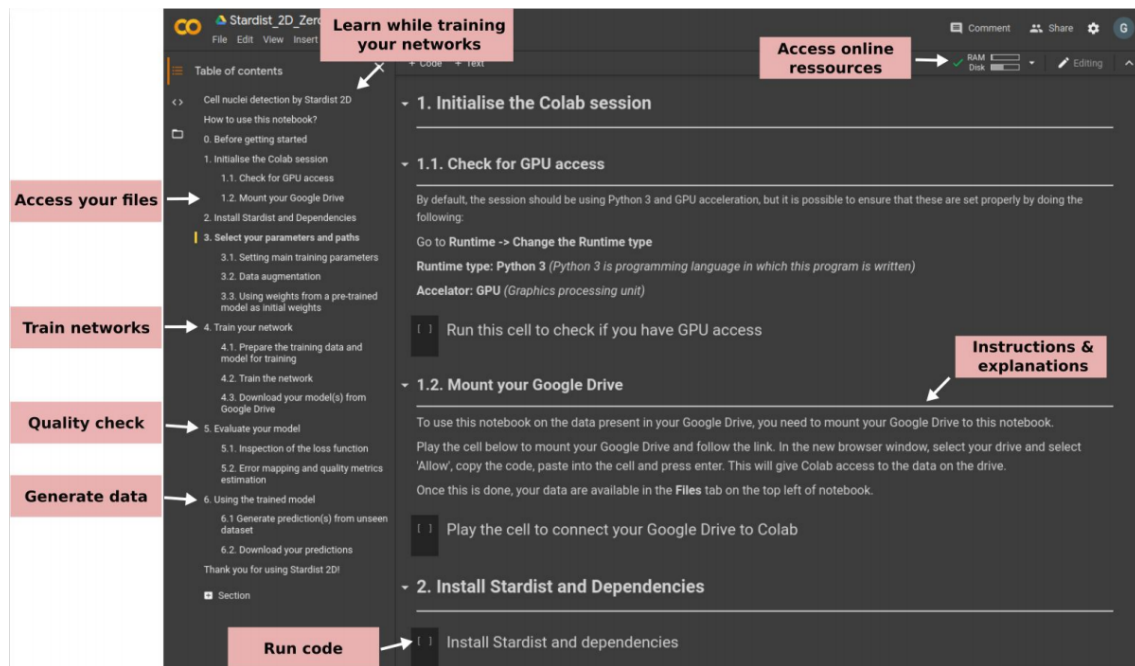 Stardist_2D_Zero
File Edit View Insert
Learn while training
your networks
Comment
Share
G
Access online
ressources
RAM
Disk
Editing
Table of contents
+ Code + Text
Cell nuclei detection by Stardist 2D
How to use this notebook?
0. Before getting started
1. Initialise the Colab session
1.1. Check for GPU access
1.2. Mount your Google Drive
2. Install Stardist and Dependencies
3. Select your parameters and paths
3.1. Setting main training parameters
3.2. Data augmentation
3.3. Using weights from a pre-trained
model as initial weights
4. Train your network
4.1. Prepare the training data and
model for training
4.2. Train the network
4.3. Download your model(s) from
Google Drive
5. Evaluate your model
5.1. Inspection of the loss function
5.2. Error mapping and quality metrics
estimation
6. Using the trained model
6.1 Generate prediction(s) from unseen
dataset
6.2. Download your predictions
Thank you for using Stardist 2D!
Section
Access your files
Train networks
Quality check
Generate data
1. Initialise the Colab session
1.1. Check for GPU access
By default, the session should be using Python 3 and GPU acceleration, but it is possible to ensure that these are set properly by doing the
following:
Go to Runtime -> Change the Runtime type
Runtime type: Python 3 (Python 3 is programming language in which this program is written)
Accelator: GPU (Graphics processing unit)
[ ] Run this cell to check if you have GPU access
Instructions &
explanations
1.2. Mount your Google Drive
To use this notebook on the data present in your Google Drive, you need to mount your Google Drive to this notebook.
Play the cell below to mount your Google Drive and follow the link. In the new browser window, select your drive and select
'Allow', copy the code, paste into the cell and press enter. This will give Colab access to the data on the drive.
Once this is done, your data are available in the Files tab on the top left of notebook.
[ ] Play the cell to connect your Google Drive to Colab
2. Install Stardist and Dependencies
Run code
[ ] Install Stardist and dependencies